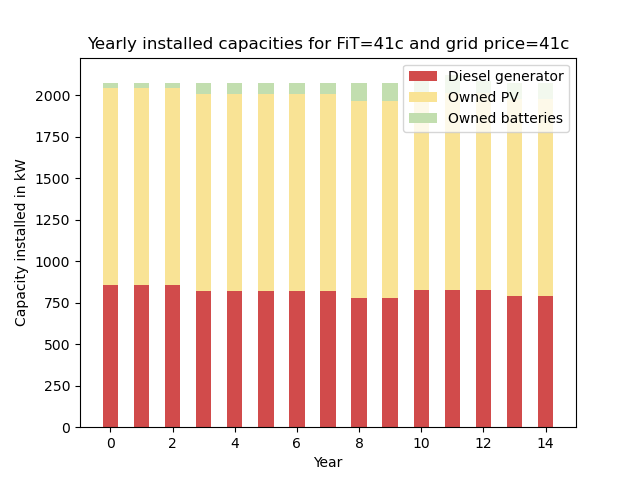 Yearly installed capacities for FiT=41c and grid price=41c
Diesel generator
Owned PV
Owned batteries
Capacity installed in kW
2000
1750
1500
1250
1000
750
500
250
0
0 2 4 6 8 10 12 14
Year